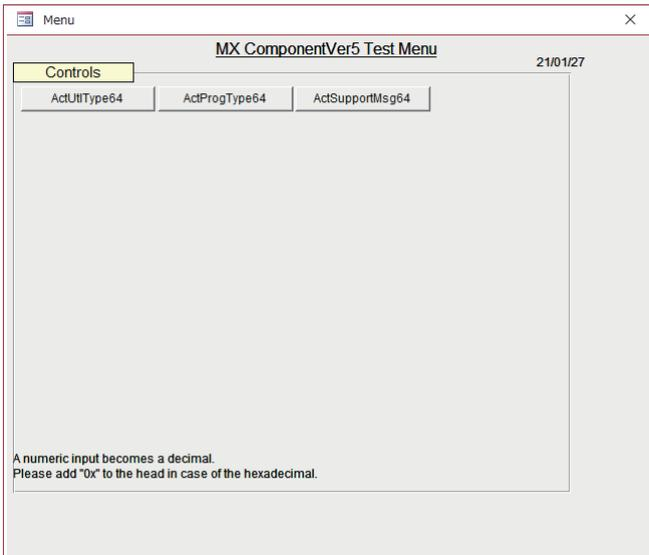 Menu
MX ComponentVer5 Test Menu
21/01/27
Controls
ActUtlType64 ActProgType64 ActSupportMsg64
A numeric input becomes a decimal.
Please add "0x" to the head in case of the hexadecimal.